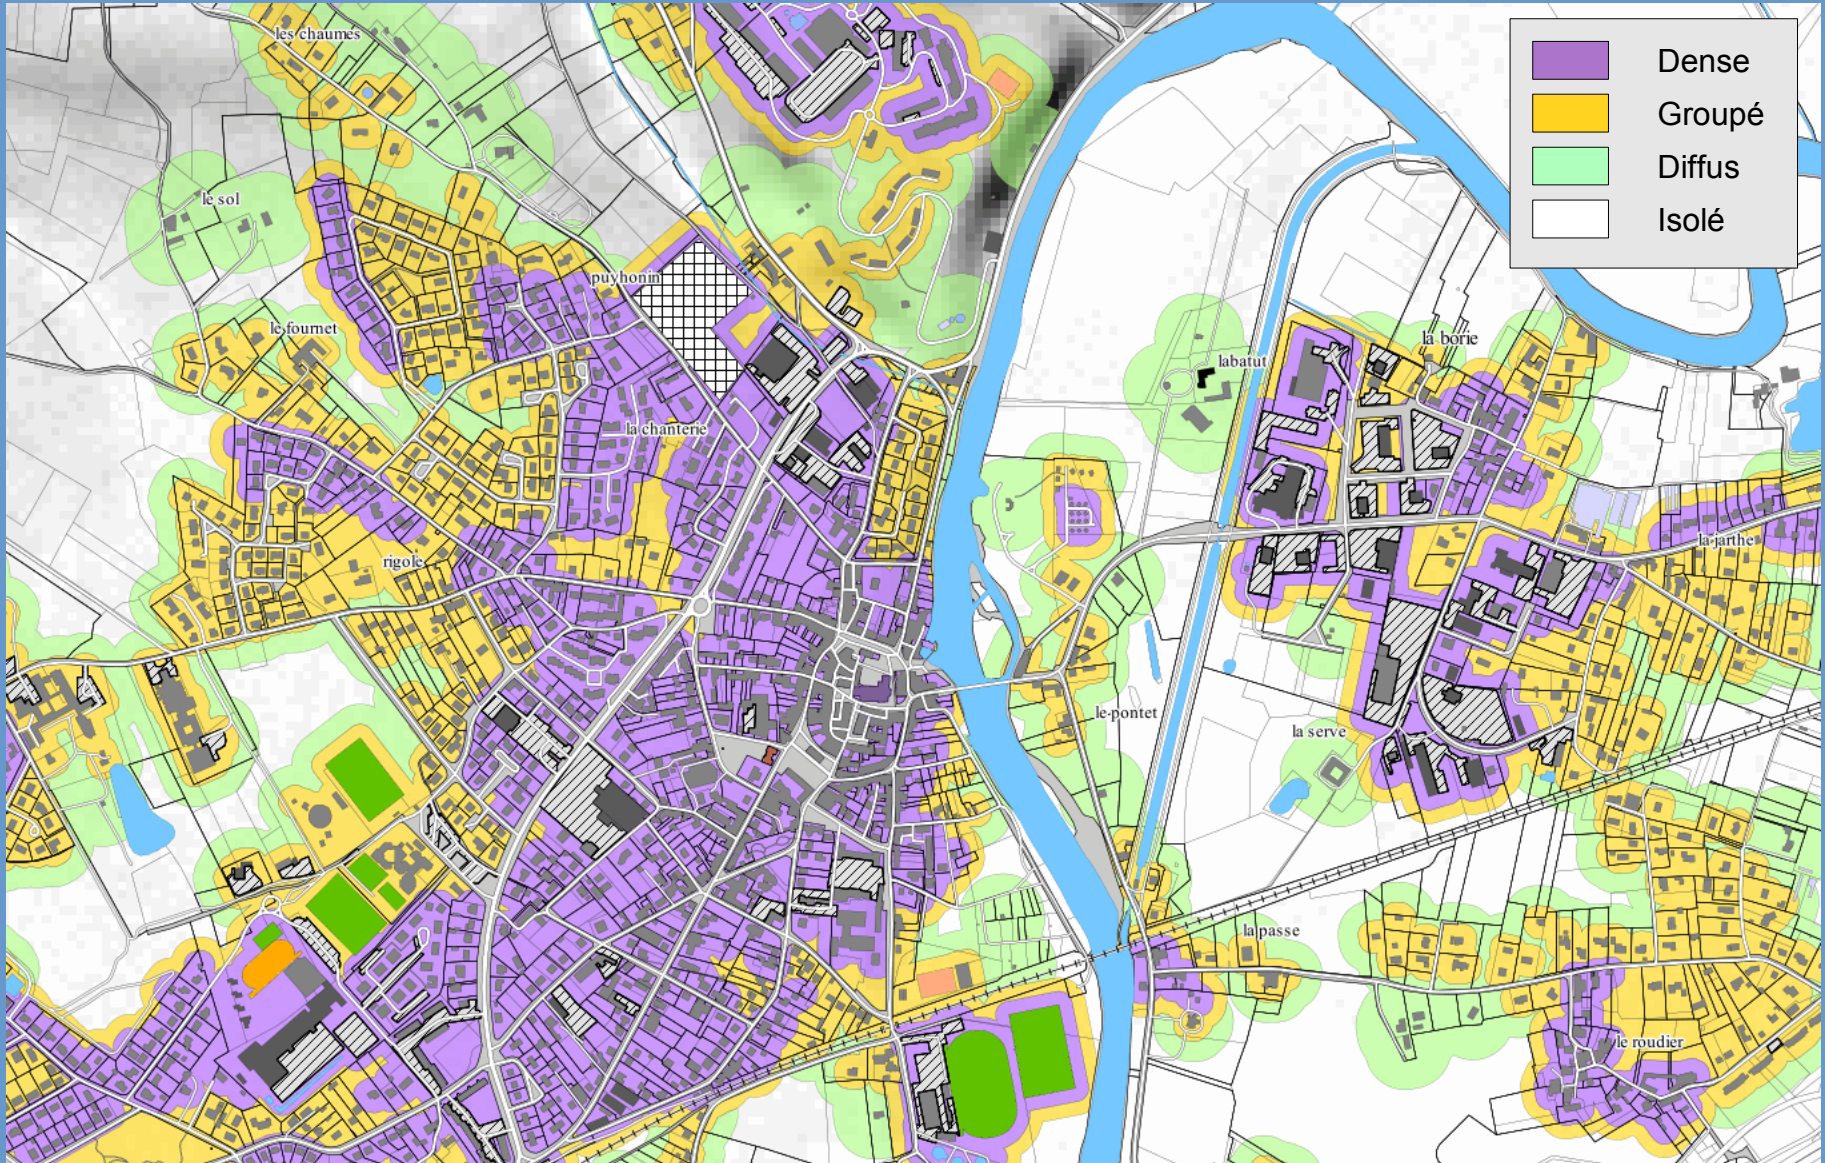 les chaumes
Dense
Groupé
Diffus
Isolé
le sol
puyhonin
le fournet
la borie
labatut
la chanterie
la jarthe
rigole
le pontet
la serve
la passe
le roudier